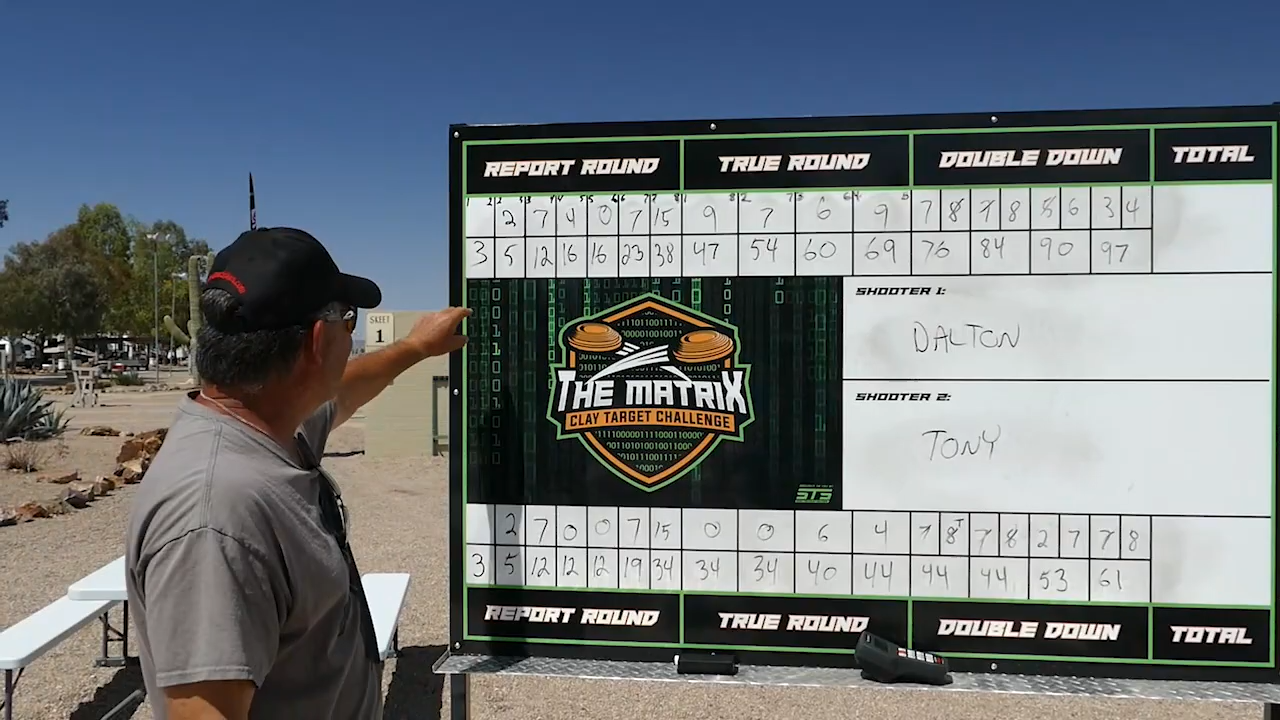 REPORT ROUND TRUE ROUND DOUBLE DOWN TOTAL
2 7 4 0 7 15 9 7 6 9 7 8 7 8 5 6 3 4
3 5 12 16 16 23 38 47 54 60 69 76 84 90 97
SKEET
1
SHOOTER 1:
DALTON
THE MATRIX
CLAY TARGET CHALLENGE
SHOOTER 2:
TONY
STS
2 7 0 0 7 15 0 0 6 4 7 8 7 8 2 7 7 8
3 5 12 12 12 19 34 34 34 40 44 44 44 53 61
REPORT ROUND TRUE ROUND DOUBLE DOWN TOTAL